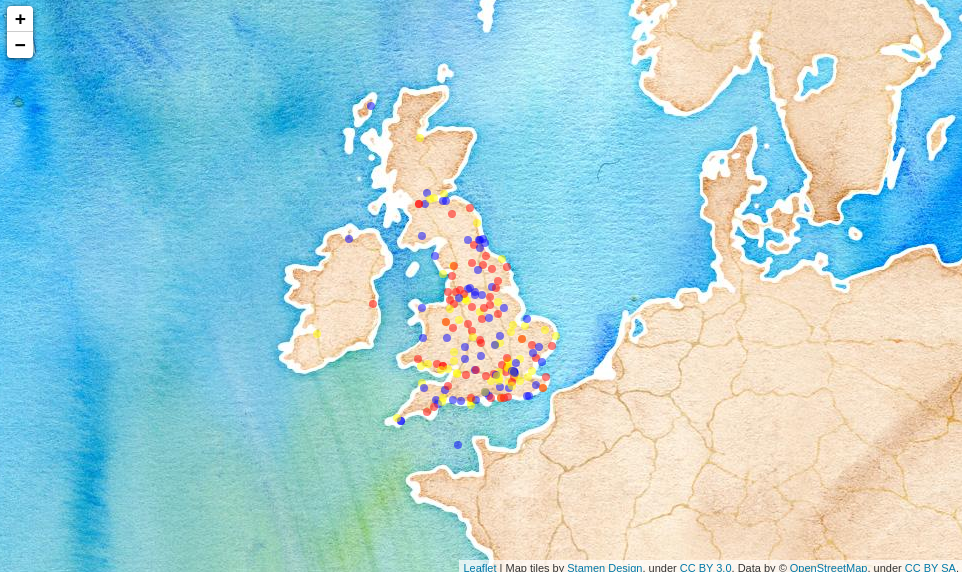 +
−
Leaflet | Map tiles by Stamen Design, under CC BY 3.0. Data by © OpenStreetMap, under CC BY SA.